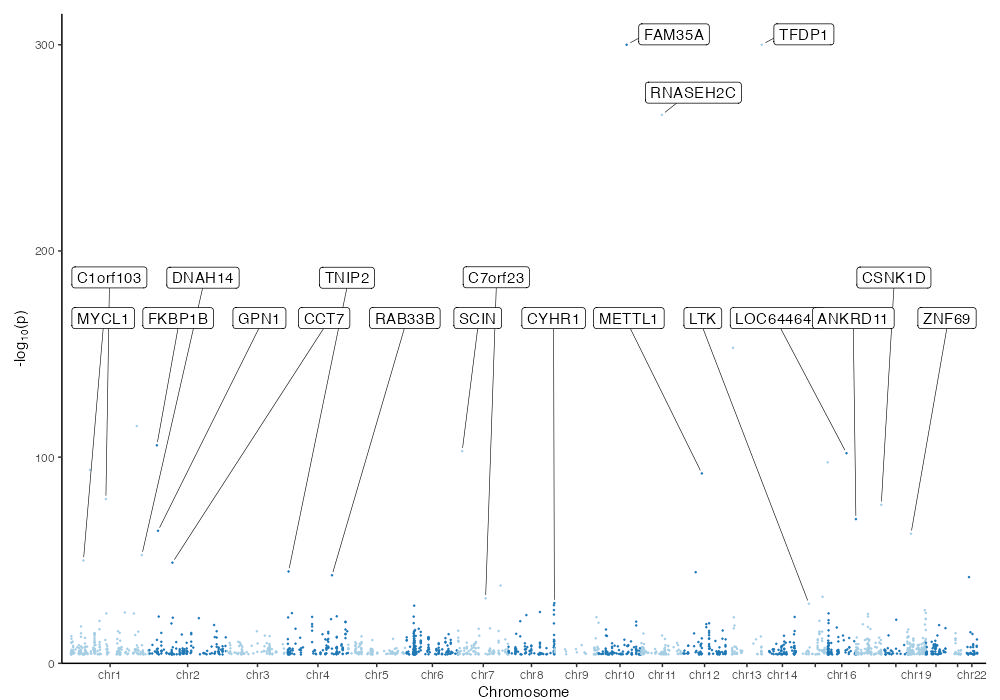 300
FAM35A
TFDP1
RNASEH2C
200
C1orf103
DNAH14
TNIP2
C7orf23
CSNK1D
MYCL1
FKBP1B
GPN1
CCT7
RAB33B
SCIN
CYHR1
METTL1
LTK
LOC64464
ANKRD11
ZNF69
-log10(p)
100
0
chr1
chr2
chr3
chr4
chr5
chr6
chr7
chr8
chr9
chr10
chr11
chr12
chr13
chr14
chr16
chr19
chr22
Chromosome